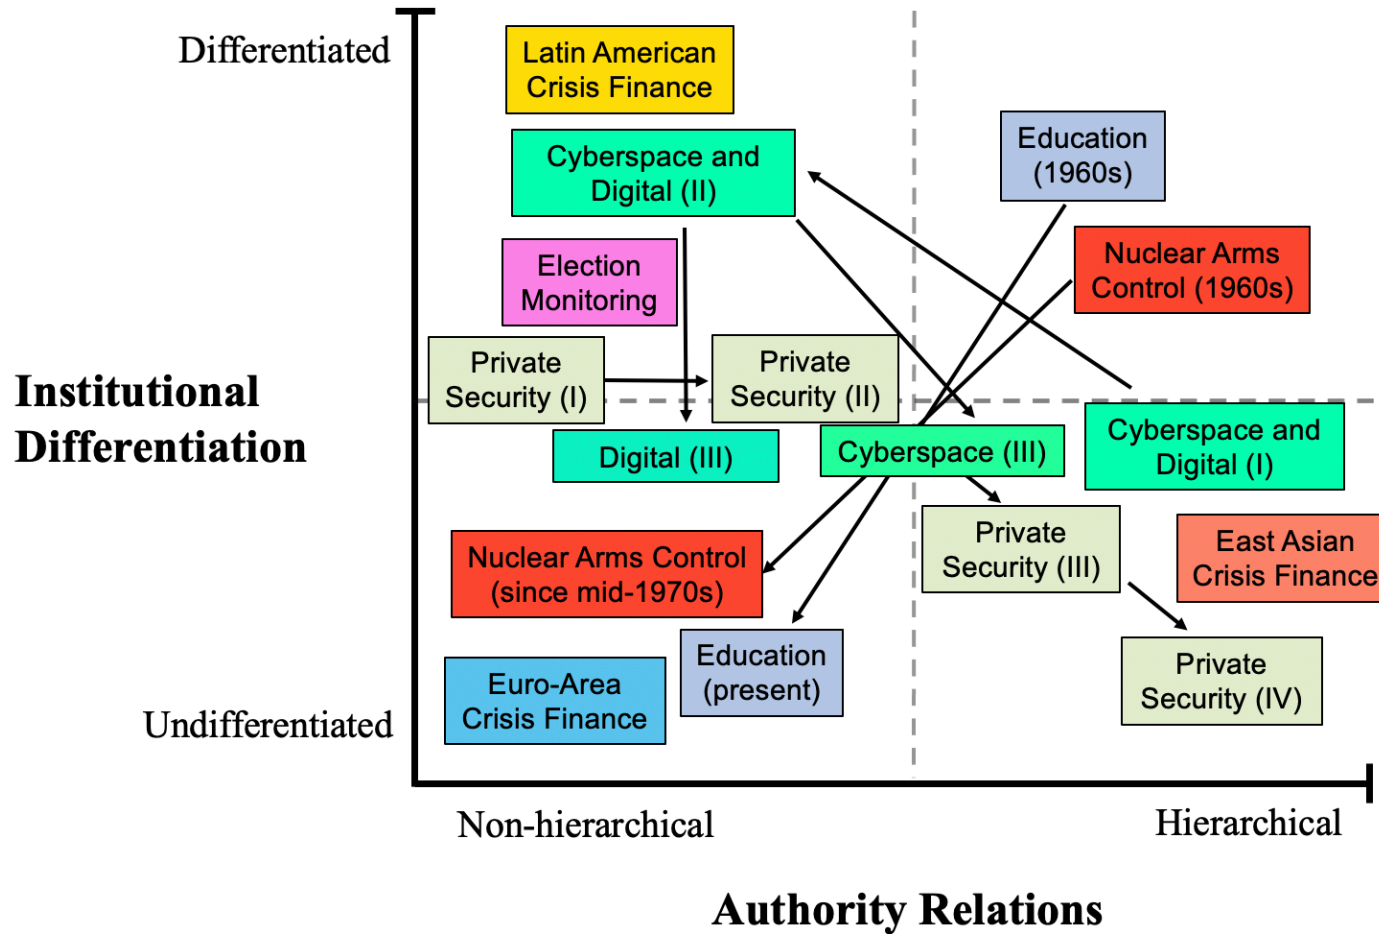 Differentiated
Latin American
Crisis Finance
Cyberspace and
Digital (II)
Education
(1960s)
Election
Monitoring
Nuclear Arms
Control (1960s)
Private
Security (I)
Private
Security (II)
Institutional
Differentiation
Digital (III)
Cyberspace (III)
Cyberspace and
Digital (I)
Nuclear Arms Control
(since mid-1970s)
Private
Security (III)
East Asian
Crisis Finance
Education
(present)
Euro-Area
Crisis Finance
Private
Security (IV)
Undifferentiated
Non-hierarchical
Hierarchical
Authority Relations